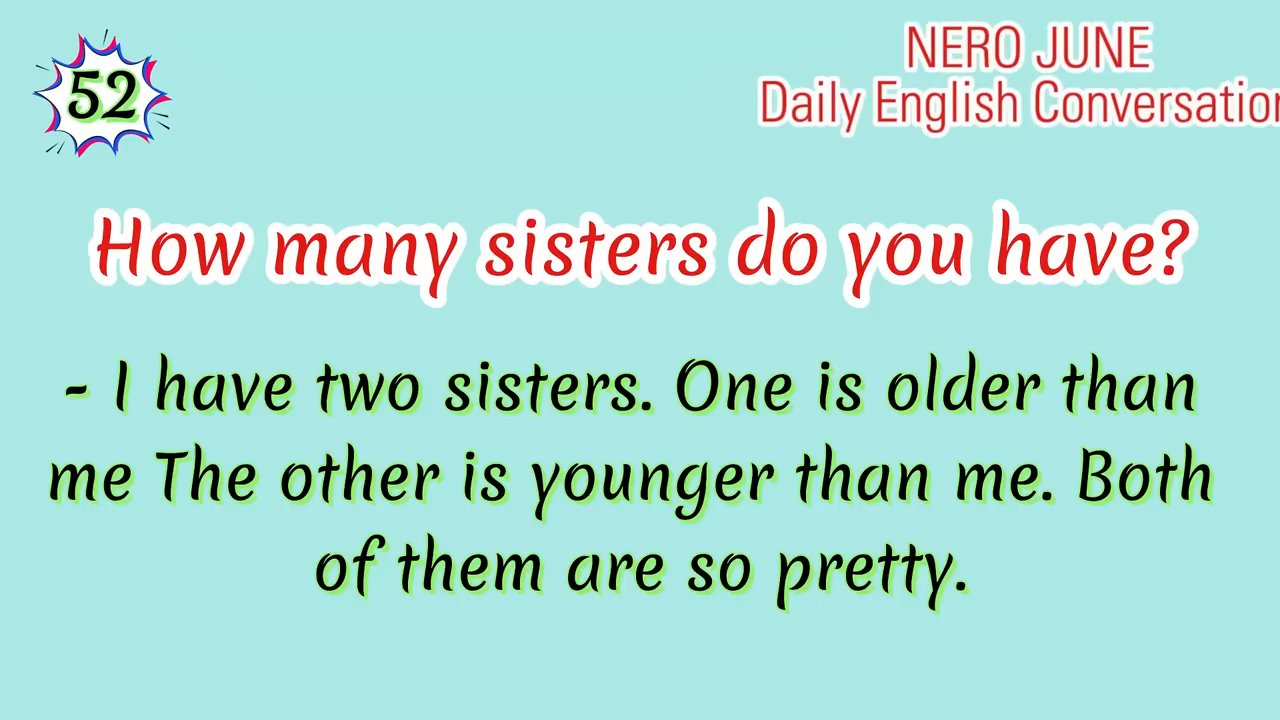 52
NERO JUNE
Daily English Conversation
How many sisters do you have?
- I have two sisters. One is older than
me The other is younger than me. Both
of them are so pretty.